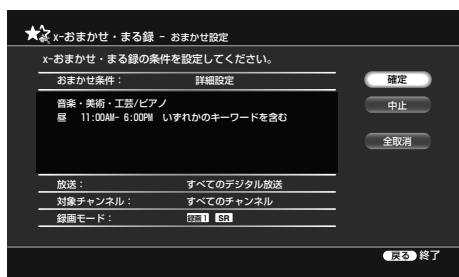 x-おまかせ・まる録 - おまかせ設定
x-おまかせ・まる録の条件を設定してください。
おまかせ条件： 詳細設定
確定
音楽・美術・工芸/ピアノ
中止
昼 11:00AM- 6:00PM いずれかのキーワードを含む
全取消
放送： すべてのデジタル放送
対象チャンネル： すべてのチャンネル
録画モード： 録画1 SR
戻る 終了